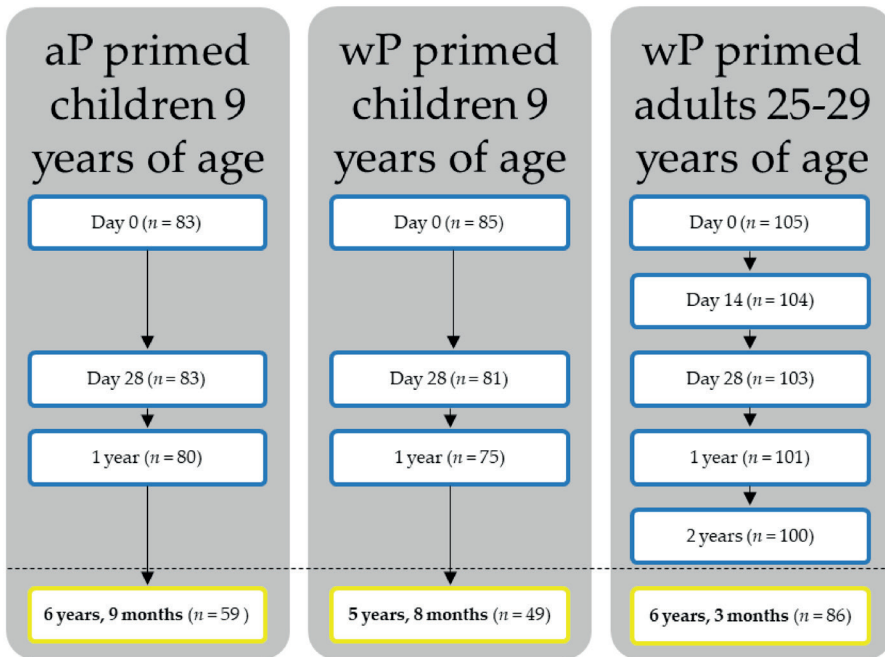 aP primed
children 9
years of age
Day 0 (n = 83)
Day 28 (n = 83)
1 year (n = 80)
6 years, 9 months (n = 59 )
wP primed
children 9
years of age
Day 0 (n = 85)
Day 28 (n = 81)
1 year (n = 75)
5 years, 8 months (n = 49)
wP primed
adults 25-29
years of age
Day 0 (n = 105)
Day 14 (n = 104)
Day 28 (n = 103)
1 year (n = 101)
2 years (n = 100)
6 years, 3 months (n = 86)